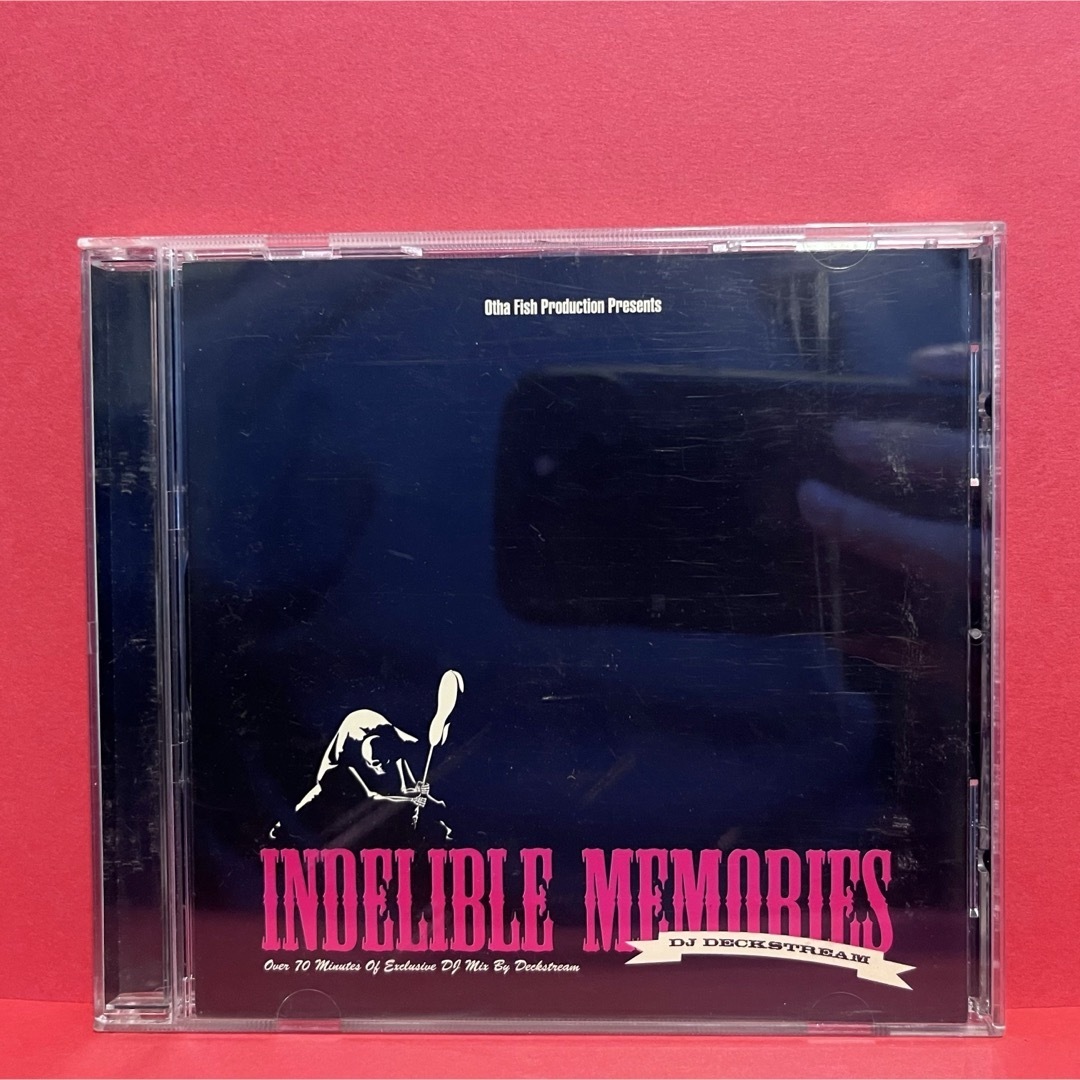 Otha Fish Production Presents
INDELIBLE MEMORIES
DJ DECKSTREAM
Over 70 Minutes Of Exclusive DJ Mix By Deckstream